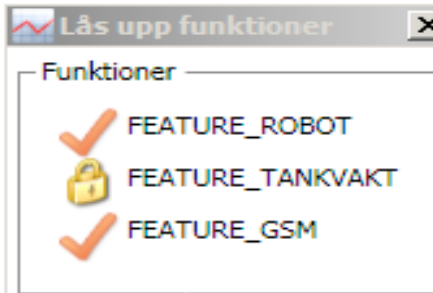 Lås upp funktioner
Funktioner
FEATURE_ROBOT
FEATURE_TANKVAKT
FEATURE_GSM